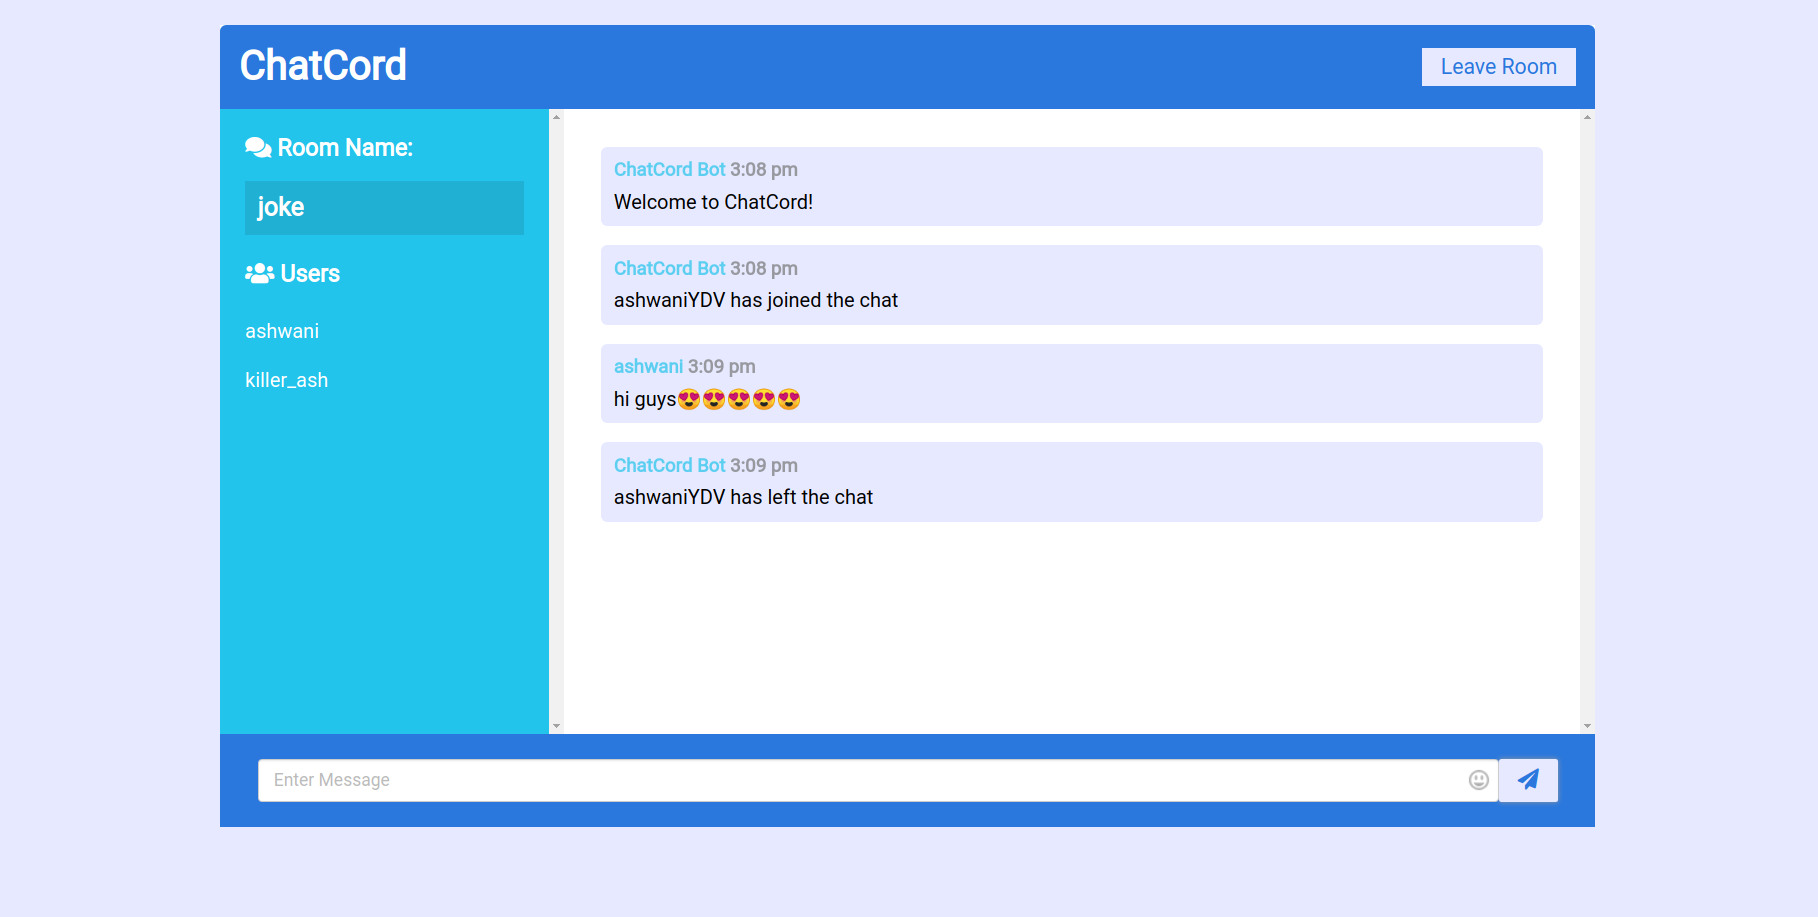 ChatCord
Leave Room
Room Name:
joke
Users
ashwani
killer_ash
ChatCord Bot 3:08 pm
Welcome to ChatCord!
ChatCord Bot 3:08 pm
ashwaniYDV has joined the chat
ashwani 3:09 pm
hi guys😍😍😍😍😍
ChatCord Bot 3:09 pm
ashwaniYDV has left the chat
Enter Message